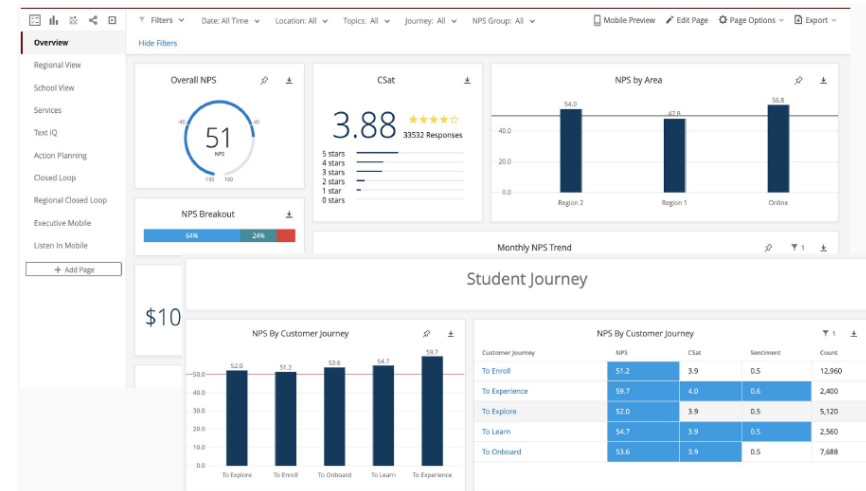 Filters Date: All Time Location: All Topics: All Journey: All NPS Group: All Mobile Preview Edit Page Page Options Export
Hide Filters
Overview
Regional View
School View
Services
Text iQ
Action Planning
Closed Loop
Regional Closed Loop
Executive Mobile
Listen In Mobile
+ Add Page
Overall NPS
-40 40
51
NPS
-100 100
CSat
3.88
33532 Responses
5 stars
4 stars
3 stars
2 stars
1 star
0 stars
NPS by Area
54.0 47.8 56.8
40.0
20.0
0.0
Region 2 Region 1 Online
NPS Breakout
64% 24%
Monthly NPS Trend
1
$10
Student Journey
NPS By Customer Journey
52.0 51.2 53.6 54.7 59.7
50.0
40.0
30.0
20.0
10.0
0.0
To Explore To Enroll To Onboard To Learn To Experience
NPS By Customer Journey
1
Customer Journey NPS CSat Sentiment Count
To Enroll 51.2 3.9 0.5 12,960
To Experience 59.7 4.0 0.6 2,400
To Explore 52.0 3.9 0.5 5,120
To Learn 54.7 3.9 0.5 2,560
To Onboard 53.6 3.9 0.5 7,688